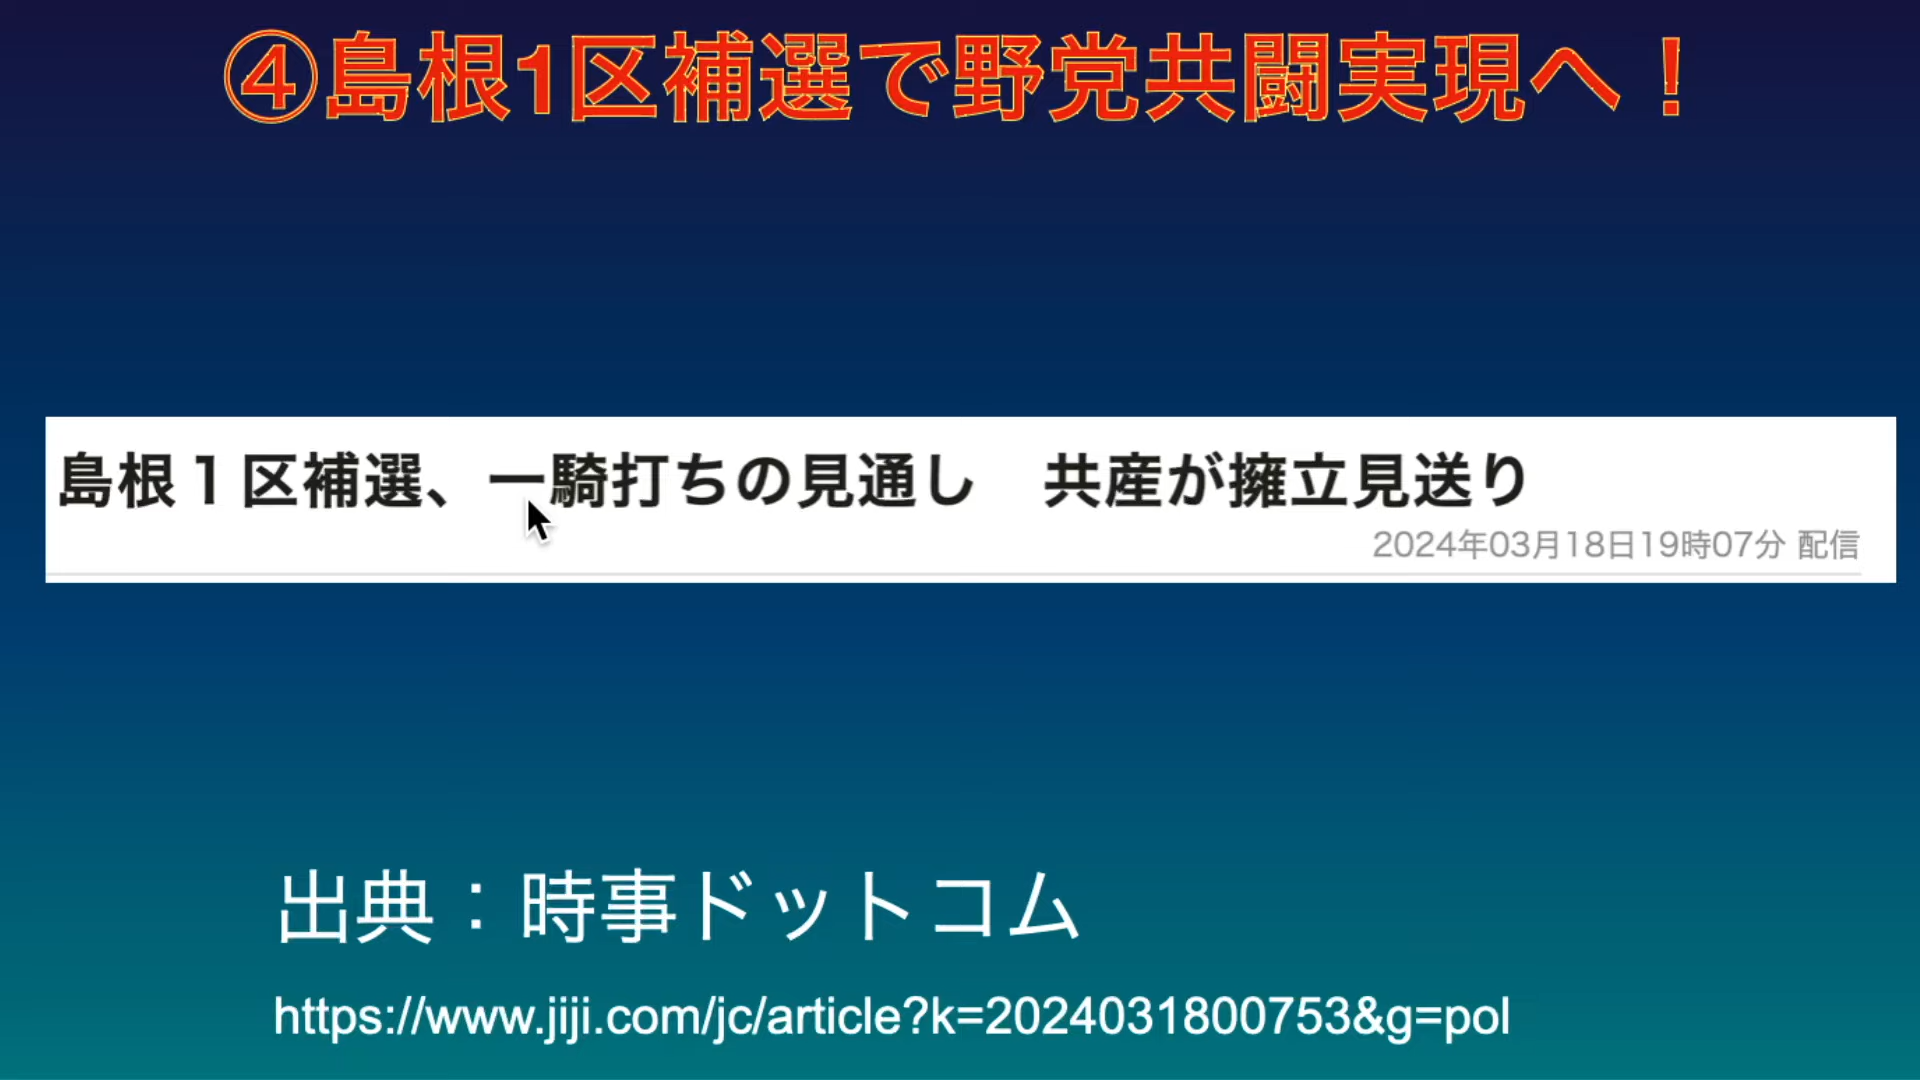 ④島根1区補選で野党共闘実現へ！
島根１区補選、一騎打ちの見通し　共産が擁立見送り
2024年03月18日19時07分 配信
出典：時事ドットコム
https://www.jiji.com/jc/article?k=2024031800753&g=pol